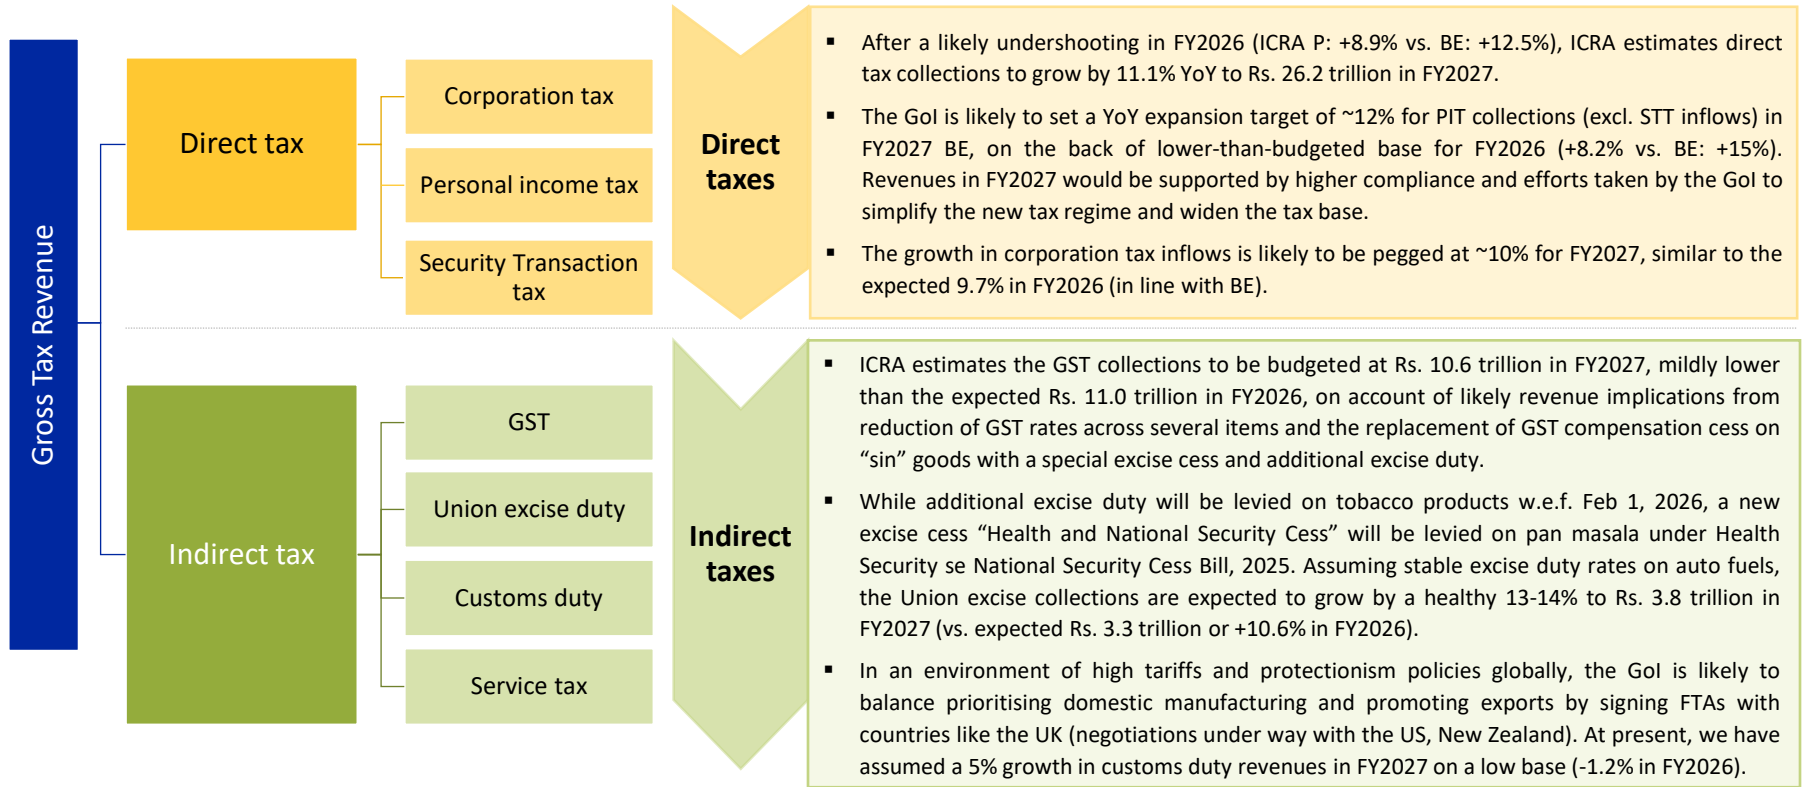 Gross Tax Revenue
Direct tax
Corporation tax
Personal income tax
Security Transaction
tax
Direct
taxes
▪ After a likely undershooting in FY2026 (ICRA P: +8.9% vs. BE: +12.5%), ICRA estimates direct
tax collections to grow by 11.1% YoY to Rs. 26.2 trillion in FY2027.
▪ The GoI is likely to set a YoY expansion target of ~12% for PIT collections (excl. STT inflows) in
FY2027 BE, on the back of lower-than-budgeted base for FY2026 (+8.2% vs. BE: +15%).
Revenues in FY2027 would be supported by higher compliance and efforts taken by the GoI to
simplify the new tax regime and widen the tax base.
▪ The growth in corporation tax inflows is likely to be pegged at ~10% for FY2027, similar to the
expected 9.7% in FY2026 (in line with BE).
Indirect tax
GST
Union excise duty
Customs duty
Service tax
Indirect
taxes
▪ ICRA estimates the GST collections to be budgeted at Rs. 10.6 trillion in FY2027, mildly lower
than the expected Rs. 11.0 trillion in FY2026, on account of likely revenue implications from
reduction of GST rates across several items and the replacement of GST compensation cess on
“sin” goods with a special excise cess and additional excise duty.
▪ While additional excise duty will be levied on tobacco products w.e.f. Feb 1, 2026, a new
excise cess “Health and National Security Cess” will be levied on pan masala under Health
Security se National Security Cess Bill, 2025. Assuming stable excise duty rates on auto fuels,
the Union excise collections are expected to grow by a healthy 13-14% to Rs. 3.8 trillion in
FY2027 (vs. expected Rs. 3.3 trillion or +10.6% in FY2026).
▪ In an environment of high tariffs and protectionism policies globally, the GoI is likely to
balance prioritising domestic manufacturing and promoting exports by signing FTAs with
countries like the UK (negotiations under way with the US, New Zealand). At present, we have
assumed a 5% growth in customs duty revenues in FY2027 on a low base (-1.2% in FY2026).